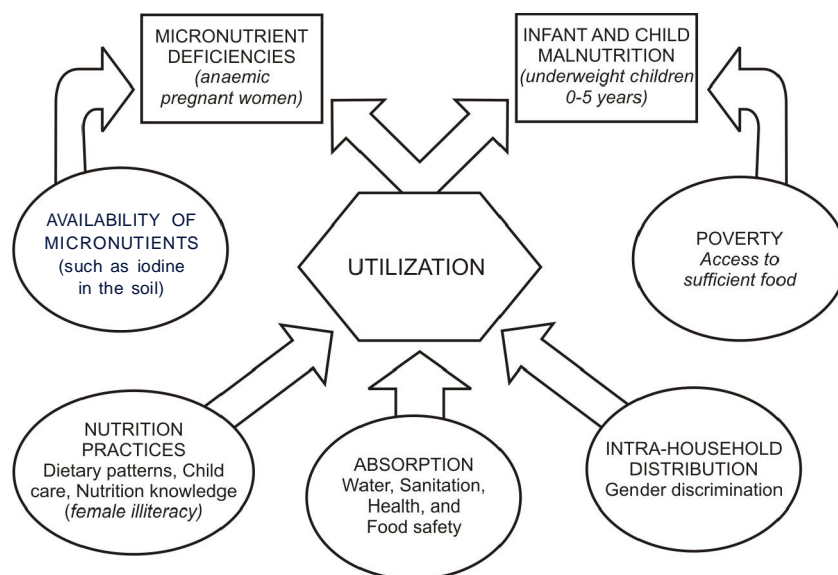 MICRONUTRIENT
DEFICIENCIES
(anaemic
pregnant women)
INFANT AND CHILD
MALNUTRITION
(underweight children
0-5 years)
AVAILABILITY OF
MICRONUTIENTS
(such as iodine
in the soil)
UTILIZATION
POVERTY
Access to
sufficient food
NUTRITION
PRACTICES
Dietary patterns, Child
care, Nutrition knowledge
(female illiteracy)
ABSORPTION
Water, Sanitation,
Health, and
Food safety
INTRA-HOUSEHOLD
DISTRIBUTION
Gender discrimination